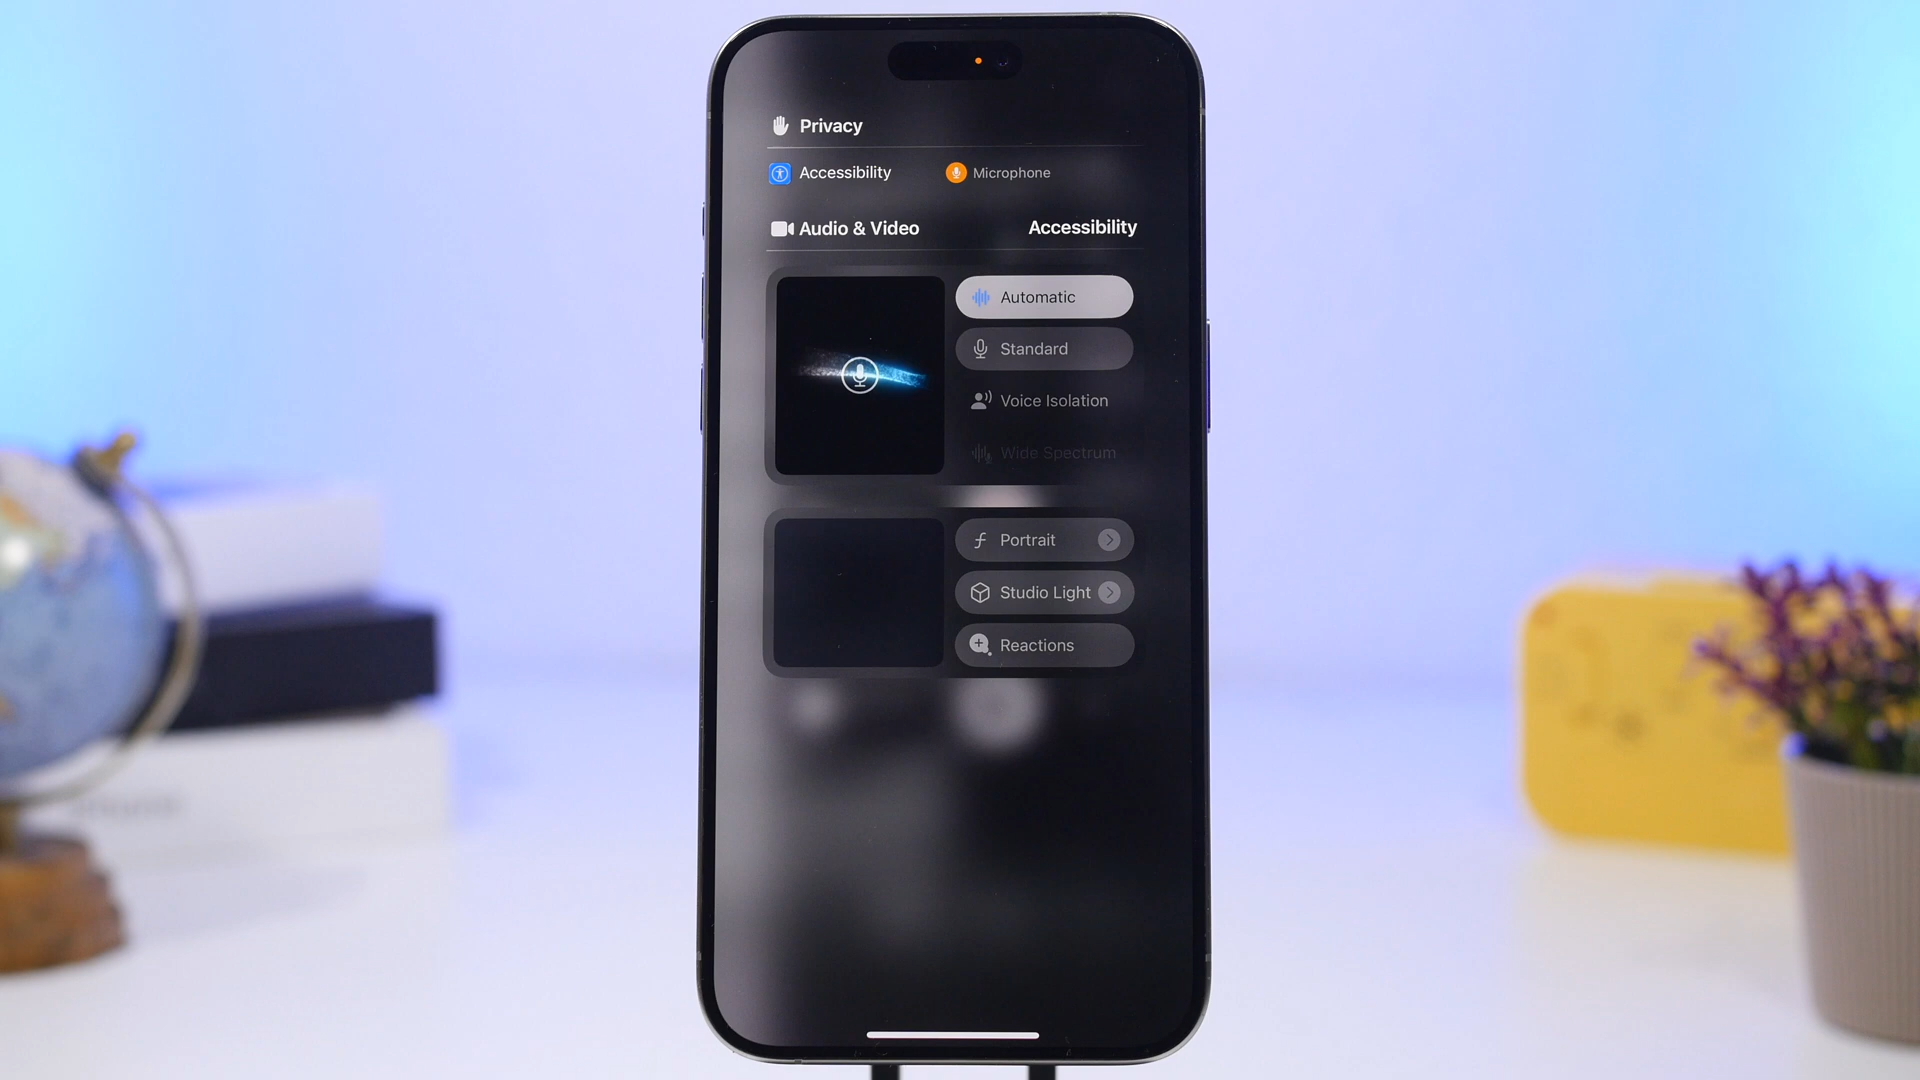 Privacy
Accessibility Microphone
Audio & Video Accessibility
Automatic
Standard
Voice Isolation
Wide Spectrum
Portrait
Studio Light
Reactions